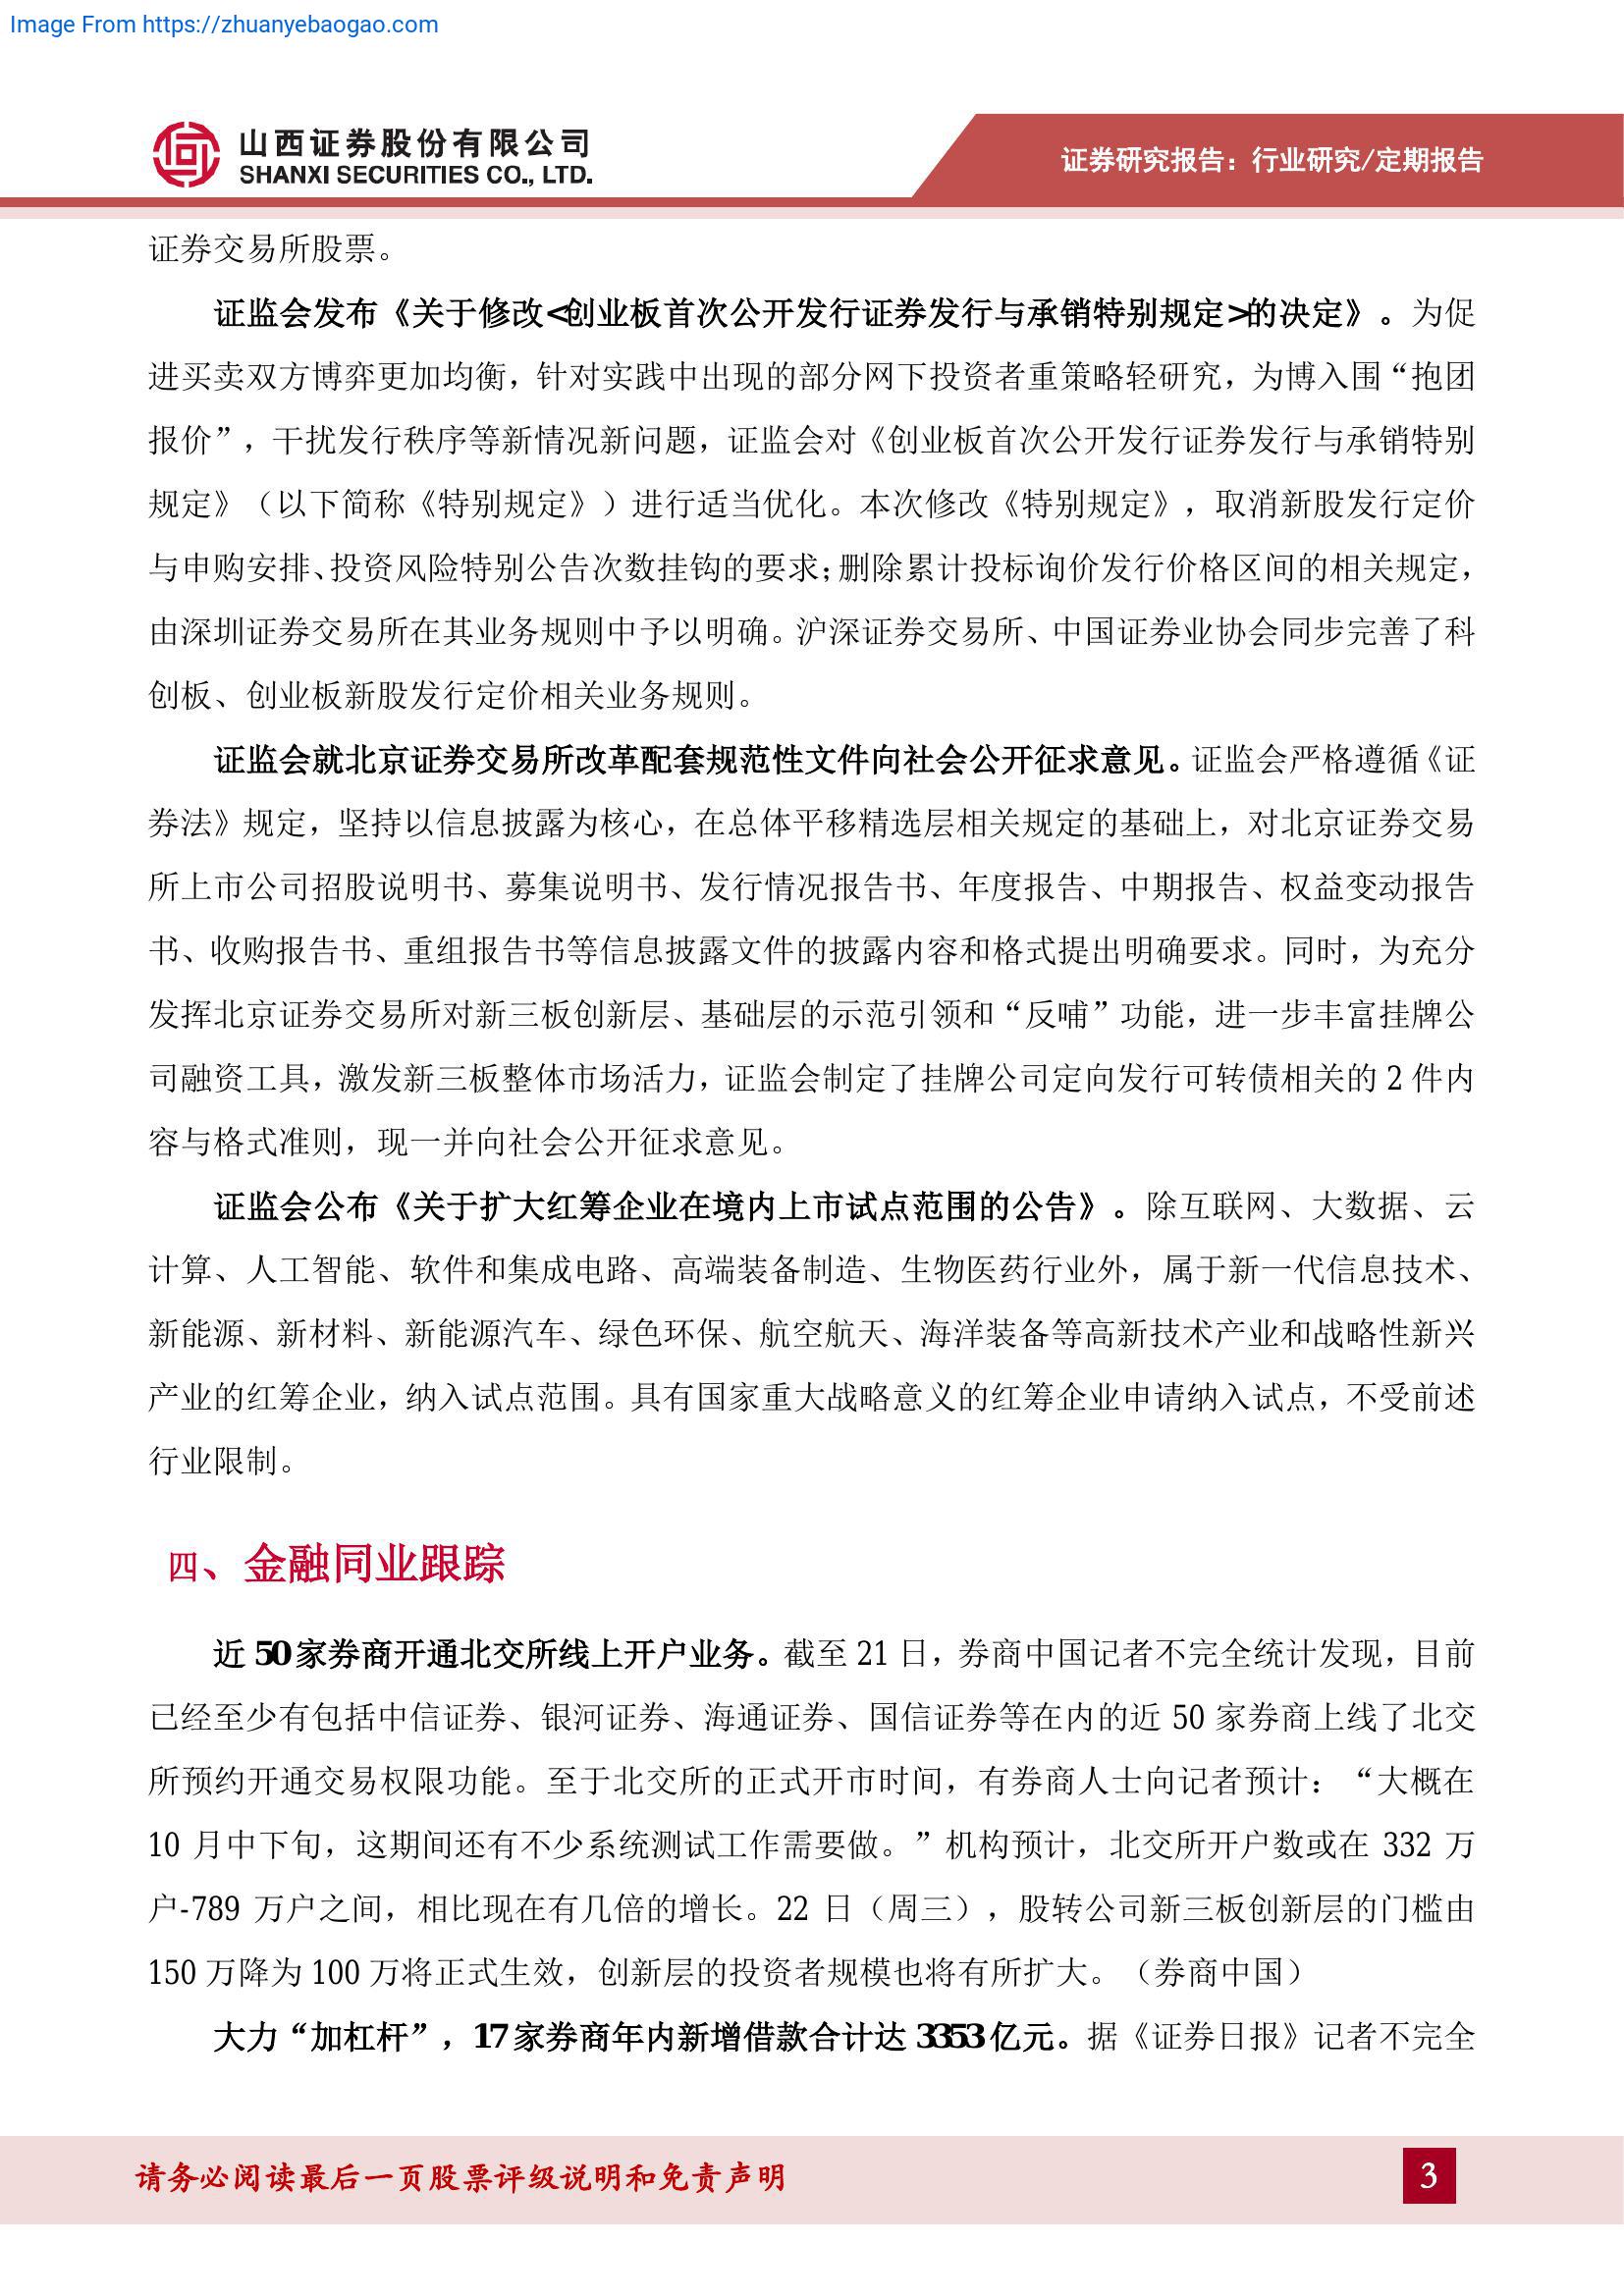 Image From https://zhuanyebaogao.com
山西证券股份有限公司
SHANXI SECURITIES CO., LTD.
证券研究报告：行业研究/定期报告
证券交易所股票。
证监会发布《关于修改<创业板首次公开发行证券发行与承销特别规定>的决定》。为促
进买卖双方博弈更加均衡，针对实践中出现的部分网下投资者重策略轻研究，为博入围“抱团
报价”，干扰发行秩序等新情况新问题，证监会对《创业板首次公开发行证券发行与承销特别
规定》（以下简称《特别规定》）进行适当优化。本次修改《特别规定》，取消新股发行定价
与申购安排、投资风险特别公告次数挂钩的要求；删除累计投标询价发行价格区间的相关规定，
由深圳证券交易所在其业务规则中予以明确。沪深证券交易所、中国证券业协会同步完善了科
创板、创业板新股发行定价相关业务规则。
证监会就北京证券交易所改革配套规范性文件向社会公开征求意见。证监会严格遵循《证
券法》规定，坚持以信息披露为核心，在总体平移精选层相关规定的基础上，对北京证券交易
所上市公司招股说明书、募集说明书、发行情况报告书、年度报告、中期报告、权益变动报告
书、收购报告书、重组报告书等信息披露文件的披露内容和格式提出明确要求。同时，为充分
发挥北京证券交易所对新三板创新层、基础层的示范引领和“反哺”功能，进一步丰富挂牌公
司融资工具，激发新三板整体市场活力，证监会制定了挂牌公司定向发行可转债相关的 2 件内
容与格式准则，现一并向社会公开征求意见。
证监会公布《关于扩大红筹企业在境内上市试点范围的公告》。除互联网、大数据、云
计算、人工智能、软件和集成电路、高端装备制造、生物医药行业外，属于新一代信息技术、
新能源、新材料、新能源汽车、绿色环保、航空航天、海洋装备等高新技术产业和战略性新兴
产业的红筹企业，纳入试点范围。具有国家重大战略意义的红筹企业申请纳入试点，不受前述
行业限制。
四、金融同业跟踪
近 50 家券商开通北交所线上开户业务。截至 21 日，券商中国记者不完全统计发现，目前
已经至少有包括中信证券、银河证券、海通证券、国信证券等在内的近 50 家券商上线了北交
所预约开通交易权限功能。至于北交所的正式开市时间，有券商人士向记者预计：“大概在
10 月中下旬，这期间还有不少系统测试工作需要做。”机构预计，北交所开户数或在 332 万
户-789 万户之间，相比现在有几倍的增长。22 日（周三），股转公司新三板创新层的门槛由
150 万降为 100 万将正式生效，创新层的投资者规模也将有所扩大。（券商中国）
大力“加杠杆”，17 家券商年内新增借款合计达 3353 亿元。据《证券日报》记者不完全
请务必阅读最后一页股票评级说明和免责声明
3